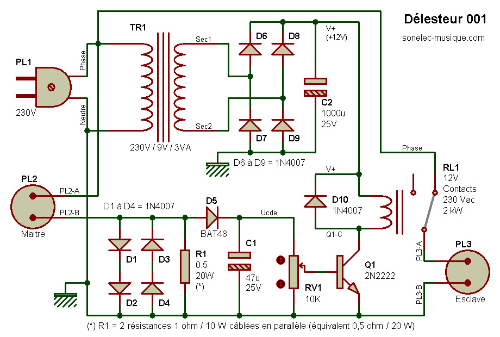 Délesteur 001
sonelec-musique.com
TR1
D6
D8
V+
(+12V)
PL1
Phase
Sec1
C2
1000u
25V
Neutre
230V
Sec2
D7
D9
230V / 9V / 3VA
D6 à D9 = 1N4007
Phase
PL2
PL2-A
V+
RL1
12V
Contacts
230 Vac
2 kW
D1 à D4 = 1N4007
D5
Ucde
D10
1N4007
PL2-B
Maître
BAT48
Q1-C
PL3-A
PL3
D1
D3
R1
0.5
20W
(*)
C1
47u
25V
RV1
10K
Q1
2N2222
D2
D4
PL3-B
Esclave
(*) R1 = 2 résistances 1 ohm / 10 W câblées en parallèle (équivalent 0,5 ohm / 20 W)